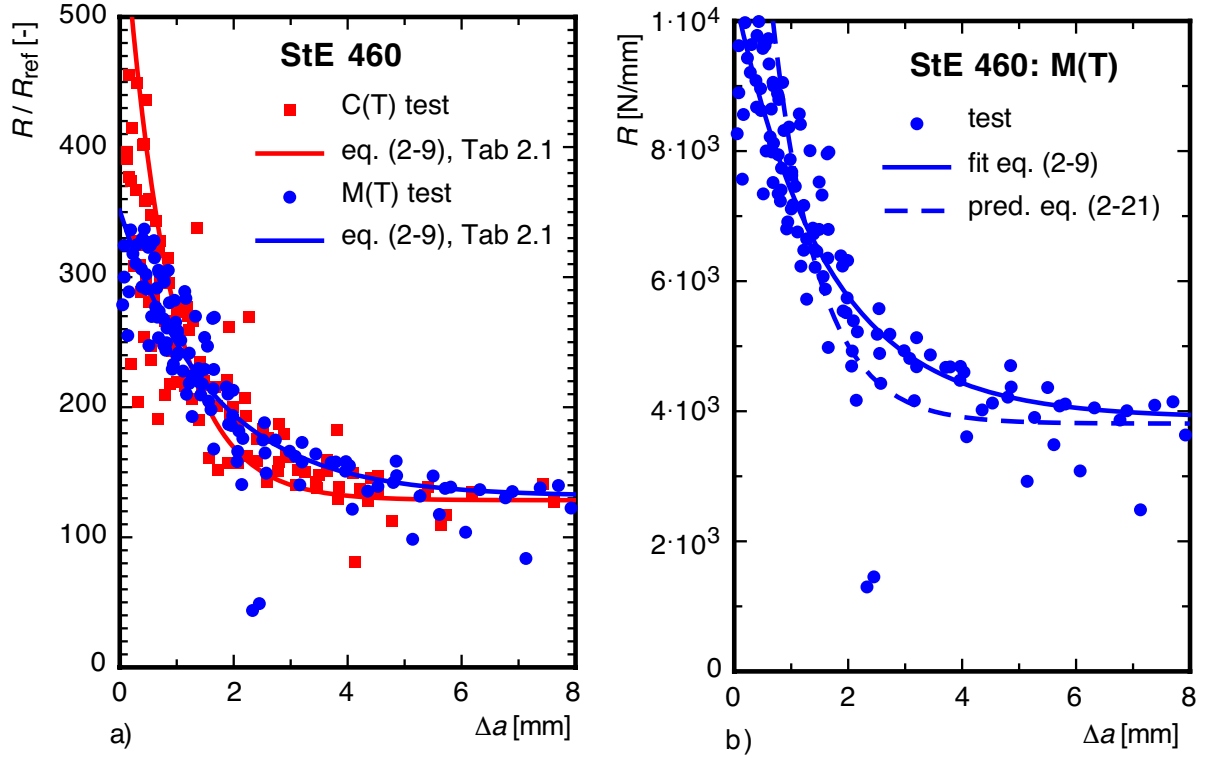 500
400
300
200
100
0
R / R_ref [-]
StE 460
C(T) test
eq. (2-9), Tab 2.1
M(T) test
eq. (2-9), Tab 2.1
0 2 4 6 8
Δa [mm]
a)
1·10⁴
8·10³
6·10³
4·10³
2·10³
0
R [N/mm]
StE 460: M(T)
test
fit eq. (2-9)
pred. eq. (2-21)
0 2 4 6 8
Δa [mm]
b)